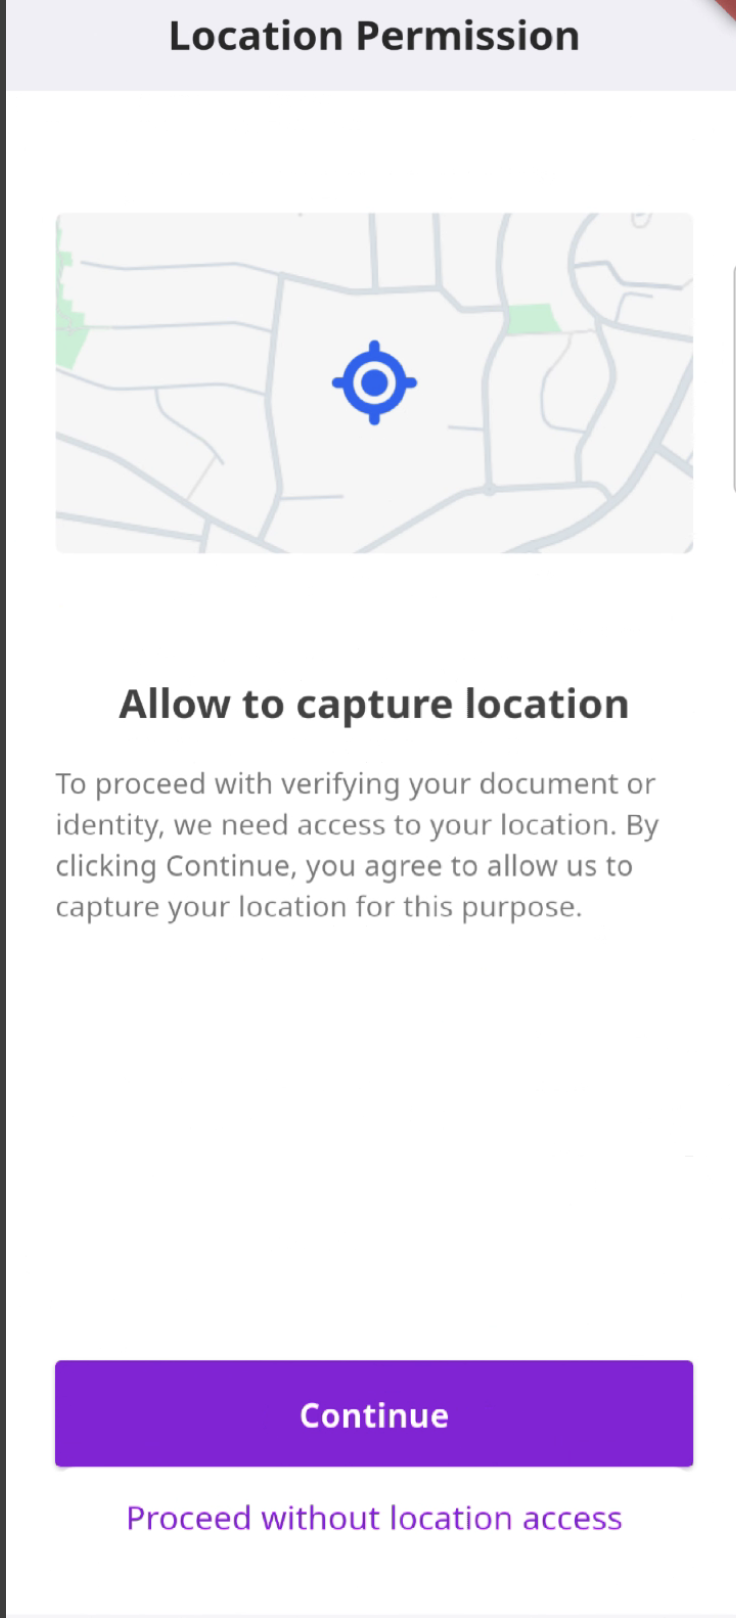 Location Permission
Allow to capture location
To proceed with verifying your document or
identity, we need access to your location. By
clicking Continue, you agree to allow us to
capture your location for this purpose.
Continue
Proceed without location access